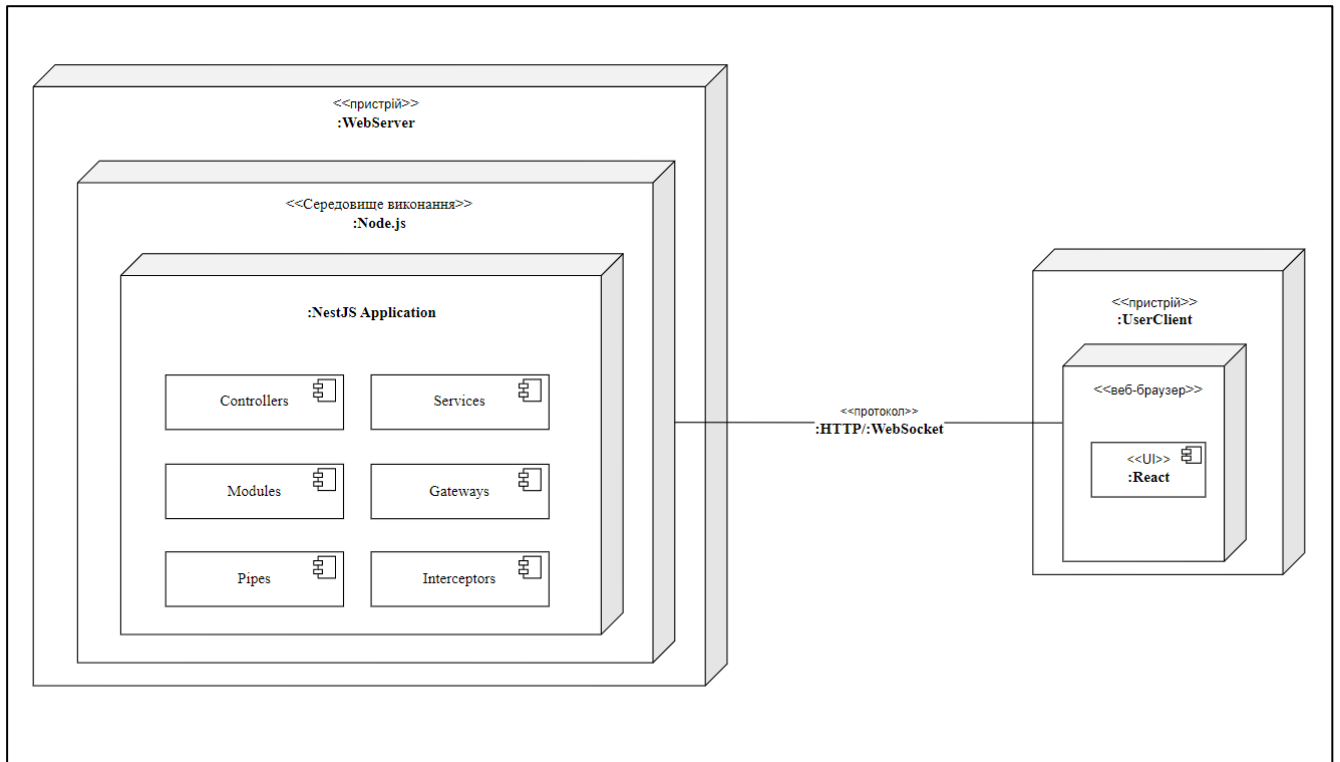 <<пристрій>>
:WebServer
<<Середовище виконання>>
:Node.js
:NestJS Application
Controllers
Services
Modules
Gateways
Pipes
Interceptors
<<протокол>>
:HTTP/:WebSocket
<<пристрій>>
:UserClient
<<веб-браузер>>
<<UI>>
:React